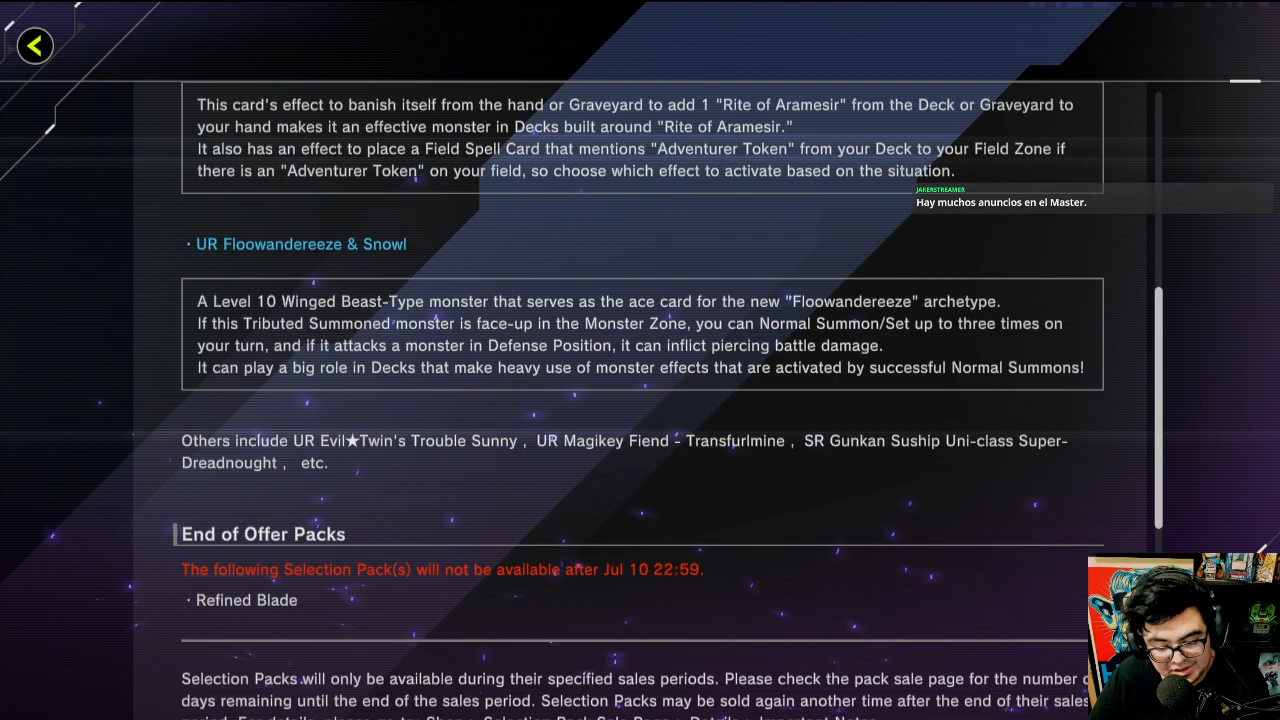 This card's effect to banish itself from the hand or Graveyard to add 1 "Rite of Aramesir" from the Deck or Graveyard to
your hand makes it an effective monster in Decks built around "Rite of Aramesir."
It also has an effect to place a Field Spell Card that mentions "Adventurer Token" from your Deck to your Field Zone if
there is an "Adventurer Token" on your field, so choose which effect to activate based on the situation.
JAKERSTREAMER
Hay muchos anuncios en el Master.
· UR Floowandereeze & Snowl
A Level 10 Winged Beast-Type monster that serves as the ace card for the new "Floowandereeze" archetype.
If this Tributed Summoned monster is face-up in the Monster Zone, you can Normal Summon/Set up to three times on
your turn, and if it attacks a monster in Defense Position, it can inflict piercing battle damage.
It can play a big role in Decks that make heavy use of monster effects that are activated by successful Normal Summons!
Others include UR Evil★Twin's Trouble Sunny , UR Magikey Fiend - Transfurlmine , SR Gunkan Suship Uni-class Super-
Dreadnought , etc.
End of Offer Packs
The following Selection Pack(s) will not be available after Jul 10 22:59.
· Refined Blade
Selection Packs will only be available during their specified sales periods. Please check the pack sale page for the number
days remaining until the end of the sales period. Selection Packs may be sold again another time after the end of their sales